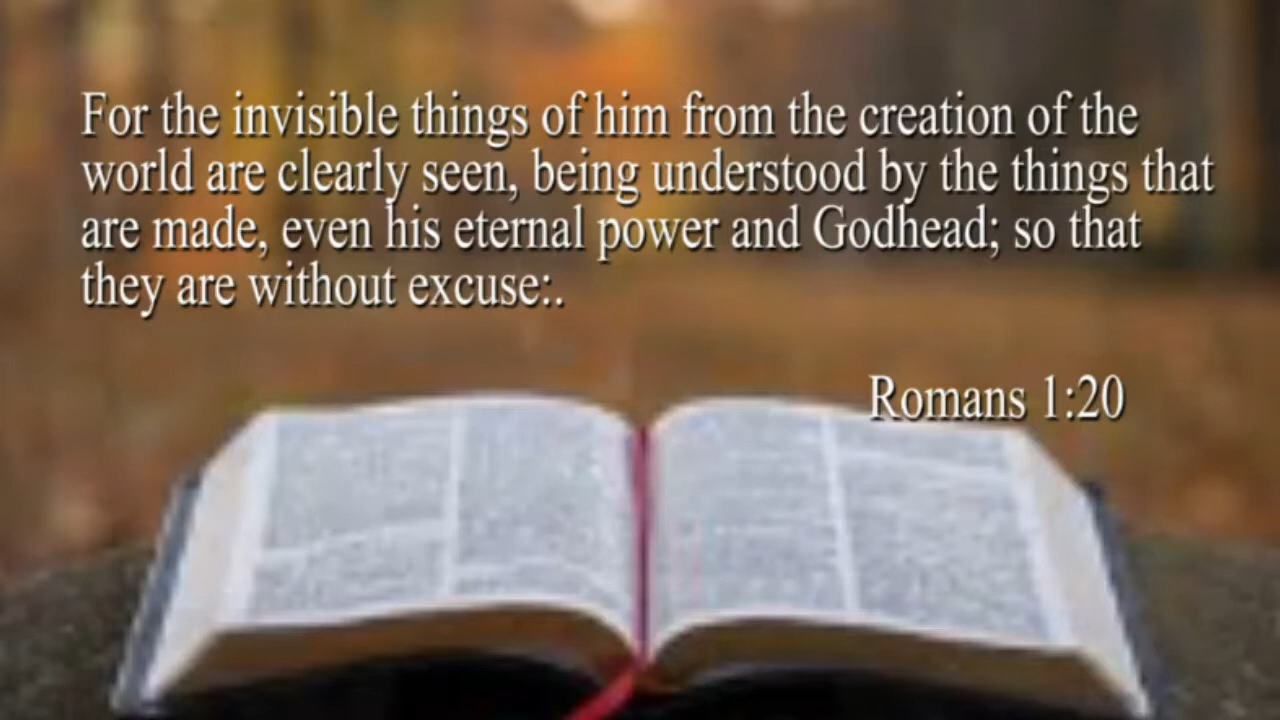 For the invisible things of him from the creation of the
world are clearly seen, being understood by the things that
are made, even his eternal power and Godhead; so that
they are without excuse:.
Romans 1:20